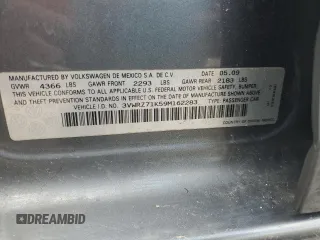 MANUFACTURED BY VOLKSWAGEN DE MEXICO S.A. DE C.V. 05.09
GVWR 4366 LBS GAWR FRONT 2293 LBS GAWR REAR 2183 LBS
THIS VEHICLE CONFORMS TO ALL APPLICABLE U.S. FEDERAL MOTOR VEHICLE SAFETY, BUMPER,
AND THEFT PREVENTION STANDARDS IN EFFECT ON THE DATE OF MANUFACTURE SHOWN ABOVE.
VEHICLE I.D. NO.: 3VWRZ71K59M162283 TYPE: PASSENGER CAR
DREAMBID